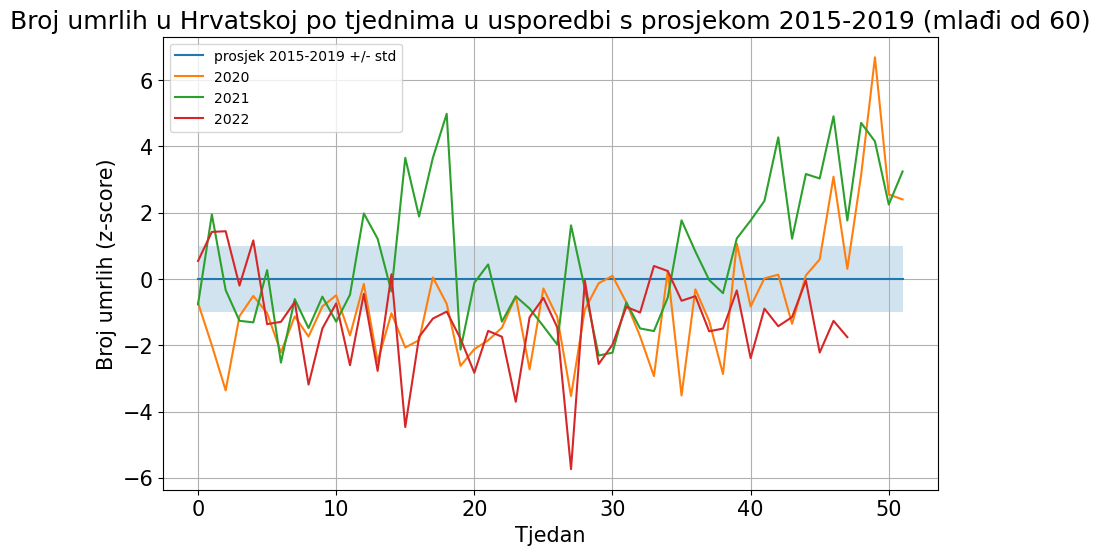 Broj umrlih u Hrvatskoj po tjednima u usporedbi s prosjekom 2015-2019 (mlađi od 60)
prosjek 2015-2019 +/- std
2020
2021
2022
Broj umrlih (z-score)
6
4
2
0
−2
−4
−6
0 10 20 30 40 50
Tjedan